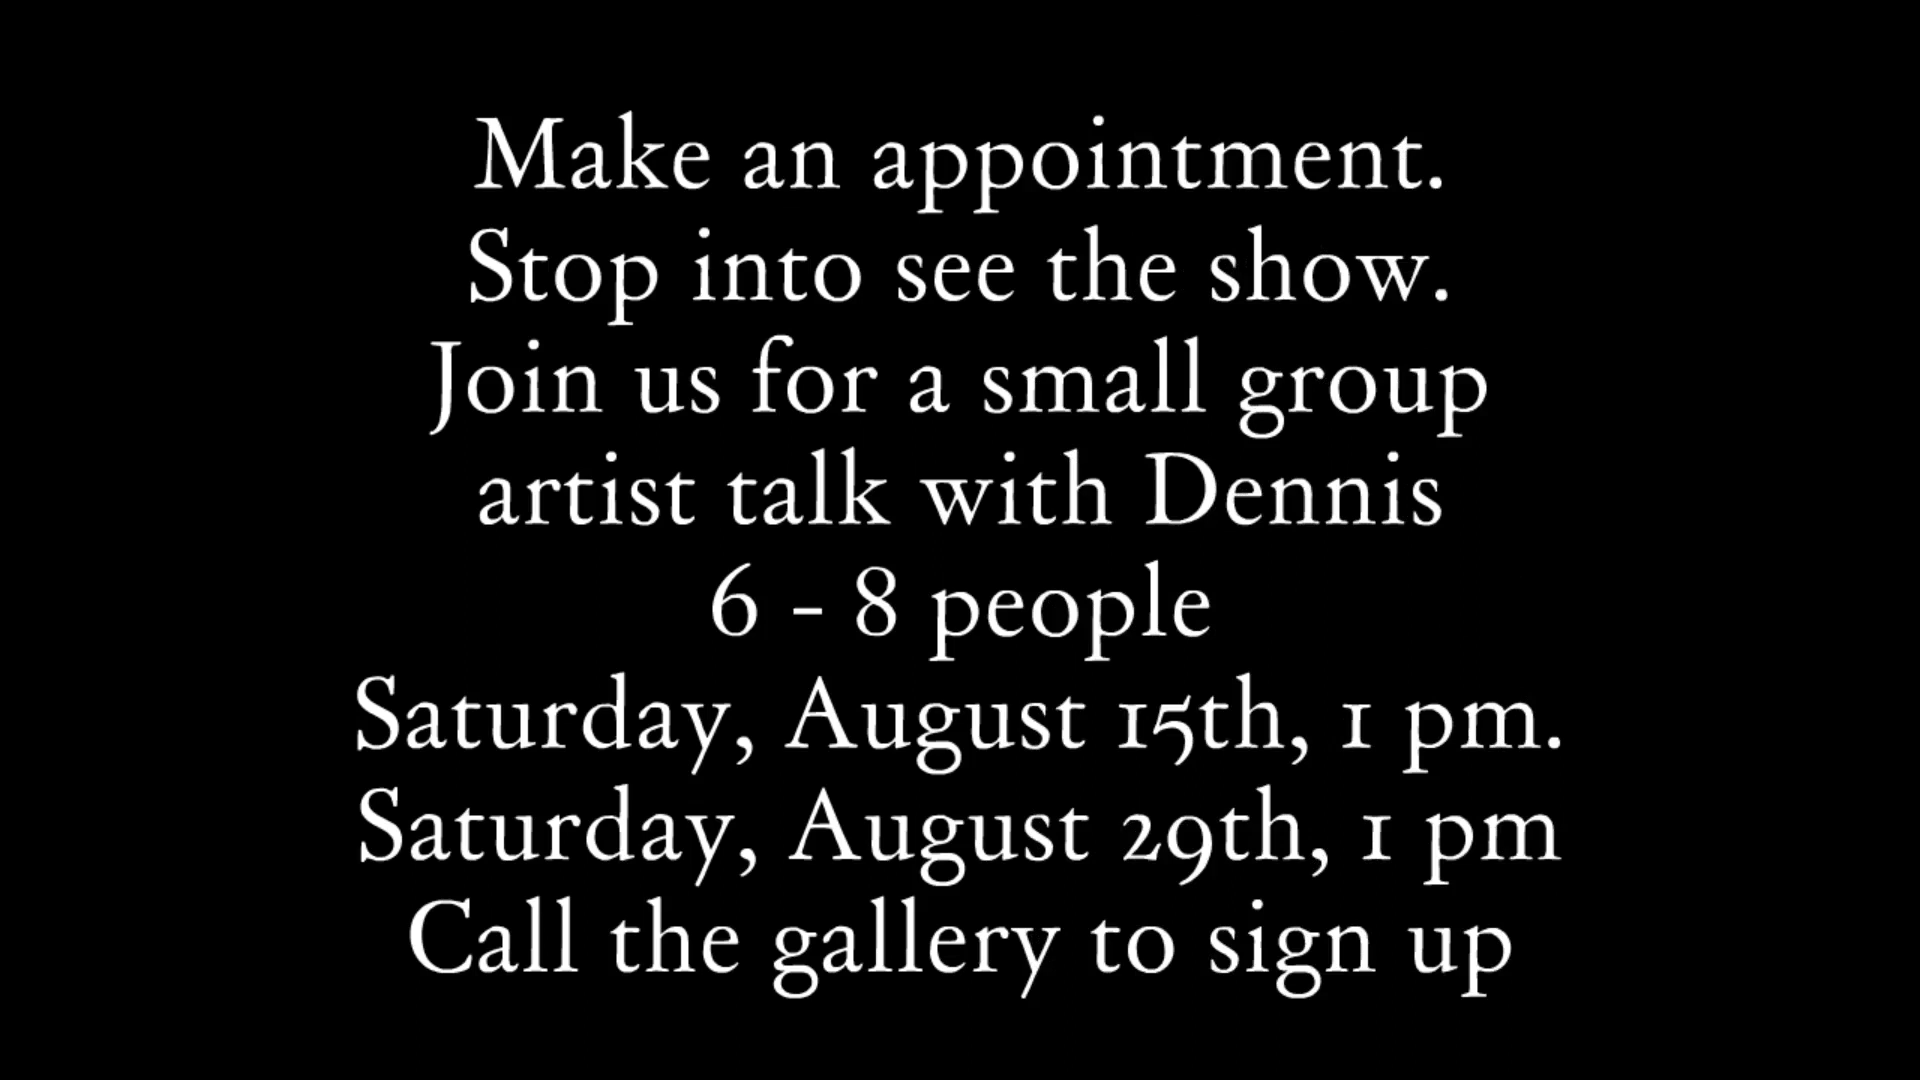 Make an appointment.
Stop into see the show.
Join us for a small group
artist talk with Dennis
6 - 8 people
Saturday, August 15th, 1 pm.
Saturday, August 29th, 1 pm
Call the gallery to sign up